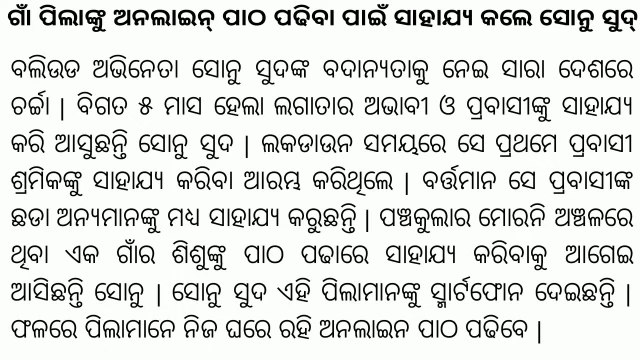 ଗାଁ ପିଲାଙ୍କୁ ଅନଲାଇନ୍ ପାଠ ପଢିବା ପାଇଁ ସାହାଯ୍ୟ କଲେ ସୋନୁ ସୁଦ୍
ବଲିଉଡ ଅଭିନେତା ସୋନୁ ସୁଦଙ୍କ ବଦାନ୍ୟତାକୁ ନେଇ ସାରା ଦେଶରେ
ଚର୍ଚ୍ଚା | ବିଗତ ୫ ମାସ ହେଲା ଲଗାତାର ଅଭାବୀ ଓ ପ୍ରବାସୀଙ୍କୁ ସାହାଯ୍ୟ
କରି ଆସୁଛନ୍ତି ସୋନୁ ସୁଦ | ଲକଡାଉନ ସମୟରେ ସେ ପ୍ରଥମେ ପ୍ରବାସୀ
ଶ୍ରମିକଙ୍କୁ ସାହାଯ୍ୟ କରିବା ଆରମ୍ଭ କରିଥିଲେ | ବର୍ତ୍ତମାନ ସେ ପ୍ରବାସୀଙ୍କ
ଛଡା ଅନ୍ୟମାନଙ୍କୁ ମଧ୍ୟ ସାହାଯ୍ୟ କରୁଛନ୍ତି | ପଞ୍ଚକୁଲାର ମୋରନି ଅଞ୍ଚଳରେ
ଥିବା ଏକ ଗାଁର ଶିଶୁଙ୍କୁ ପାଠ ପଢାରେ ସାହାଯ୍ୟ କରିବାକୁ ଆଗେଇ
ଆସିଛନ୍ତି ସୋନୁ | ସୋନୁ ସୁଦ ଏହି ପିଲାମାନଙ୍କୁ ସ୍ମାର୍ଟଫୋନ ଦେଇଛନ୍ତି |
ଫଳରେ ପିଲାମାନେ ନିଜ ଘରେ ରହି ଅନଲାଇନ ପାଠ ପଢିବେ |